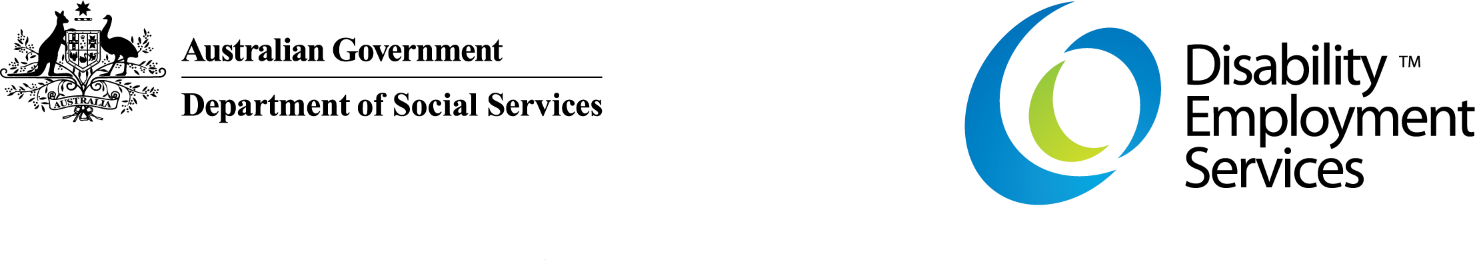 Australian Government
Department of Social Services
AUSTRALIA
Disability ™
Employment
Services